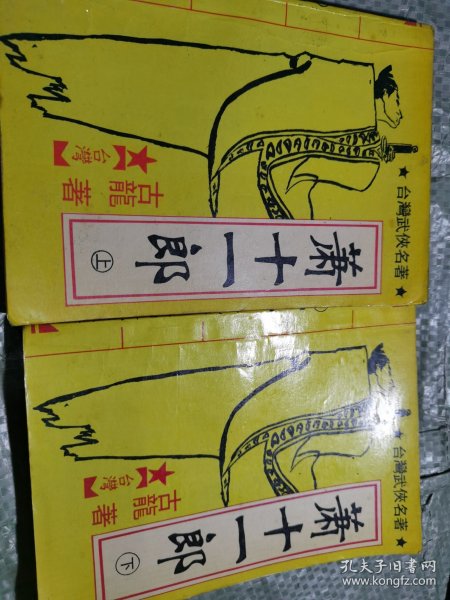 ★台灣武俠名著★
蕭十一郎
上
古龍著
★台灣
★台灣武俠名著★
蕭十一郎
下
古龍著
★台灣
孔夫子旧书网
www.kongfz.com